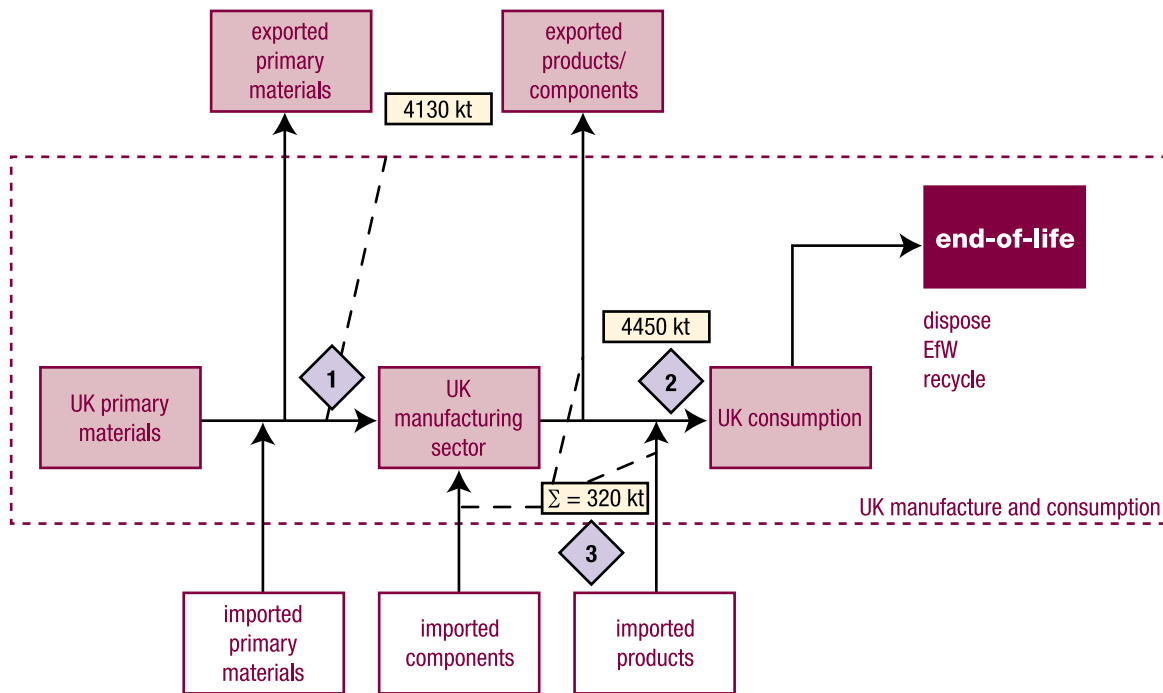 exported
primary
materials
exported
products/
components
4130 kt
end-of-life
dispose
EfW
recycle
4450 kt
1
2
UK primary
materials
UK
manufacturing
sector
UK consumption
Σ = 320 kt
UK manufacture and consumption
3
imported
primary
materials
imported
components
imported
products